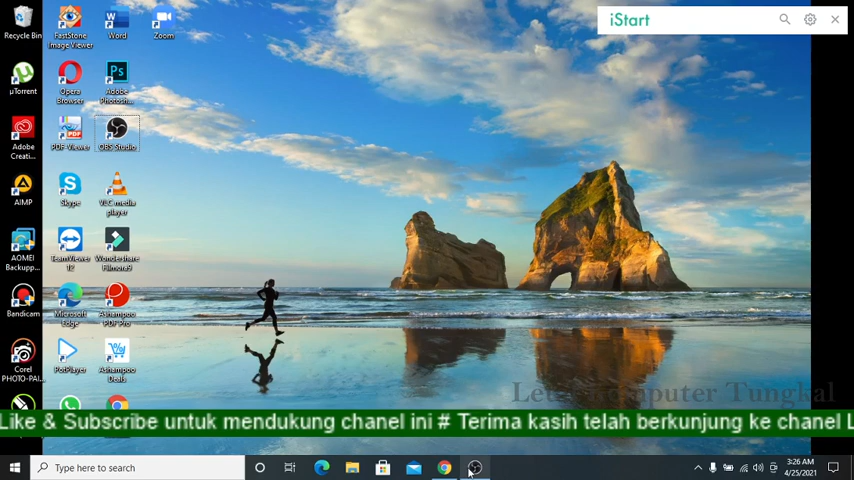 iStart
Recycle Bin
FastStone
Image Viewer
Word
Zoom
µTorrent
Opera
Browser
Adobe
Photosh...
Adobe
Creati...
PDF-Viewer
OBS Studio
AIMP
Skype
VLC media
player
AOMEI
Backupp...
TeamViewer
12
Wondershare
Filmora9
Bandicam
Microsoft
Edge
Ashampoo
PDF Pro
Corel
PHOTO-PAI...
PotPlayer
Ashampoo
Deals
Tungkal
Like & Subscribe untuk mendukung chanel ini # Terima kasih telah berkunjung ke chanel L
Type here to search
3:26 AM
4/25/2021